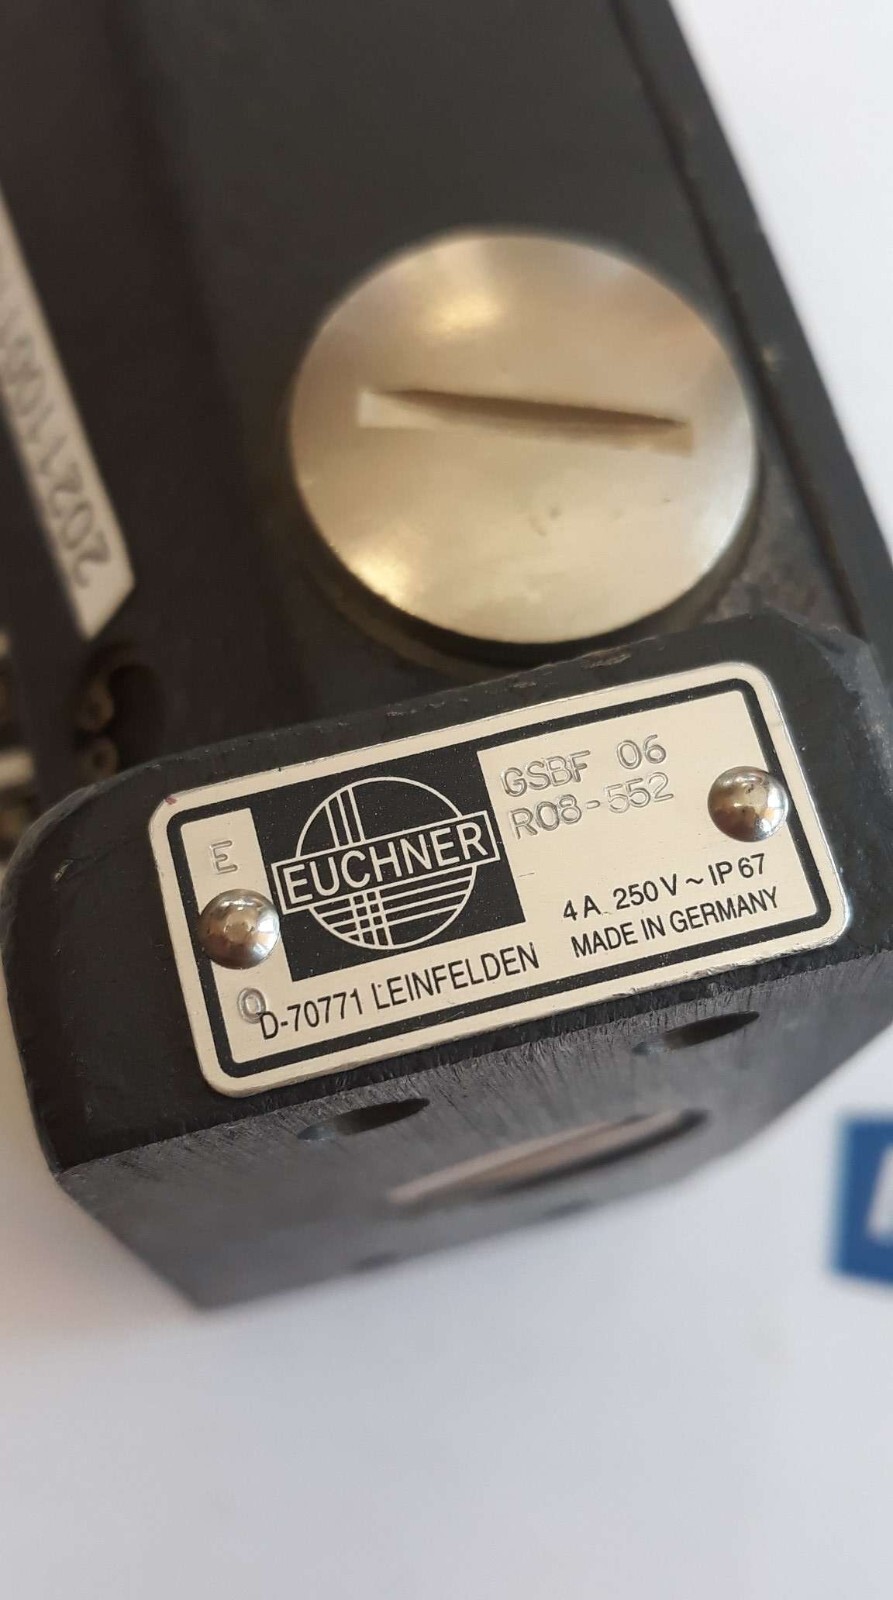 GSBF 06
R08-552
E
EUCHNER
4 A 250 V ~ IP 67
MADE IN GERMANY
O
D-70771 LEINFELDEN